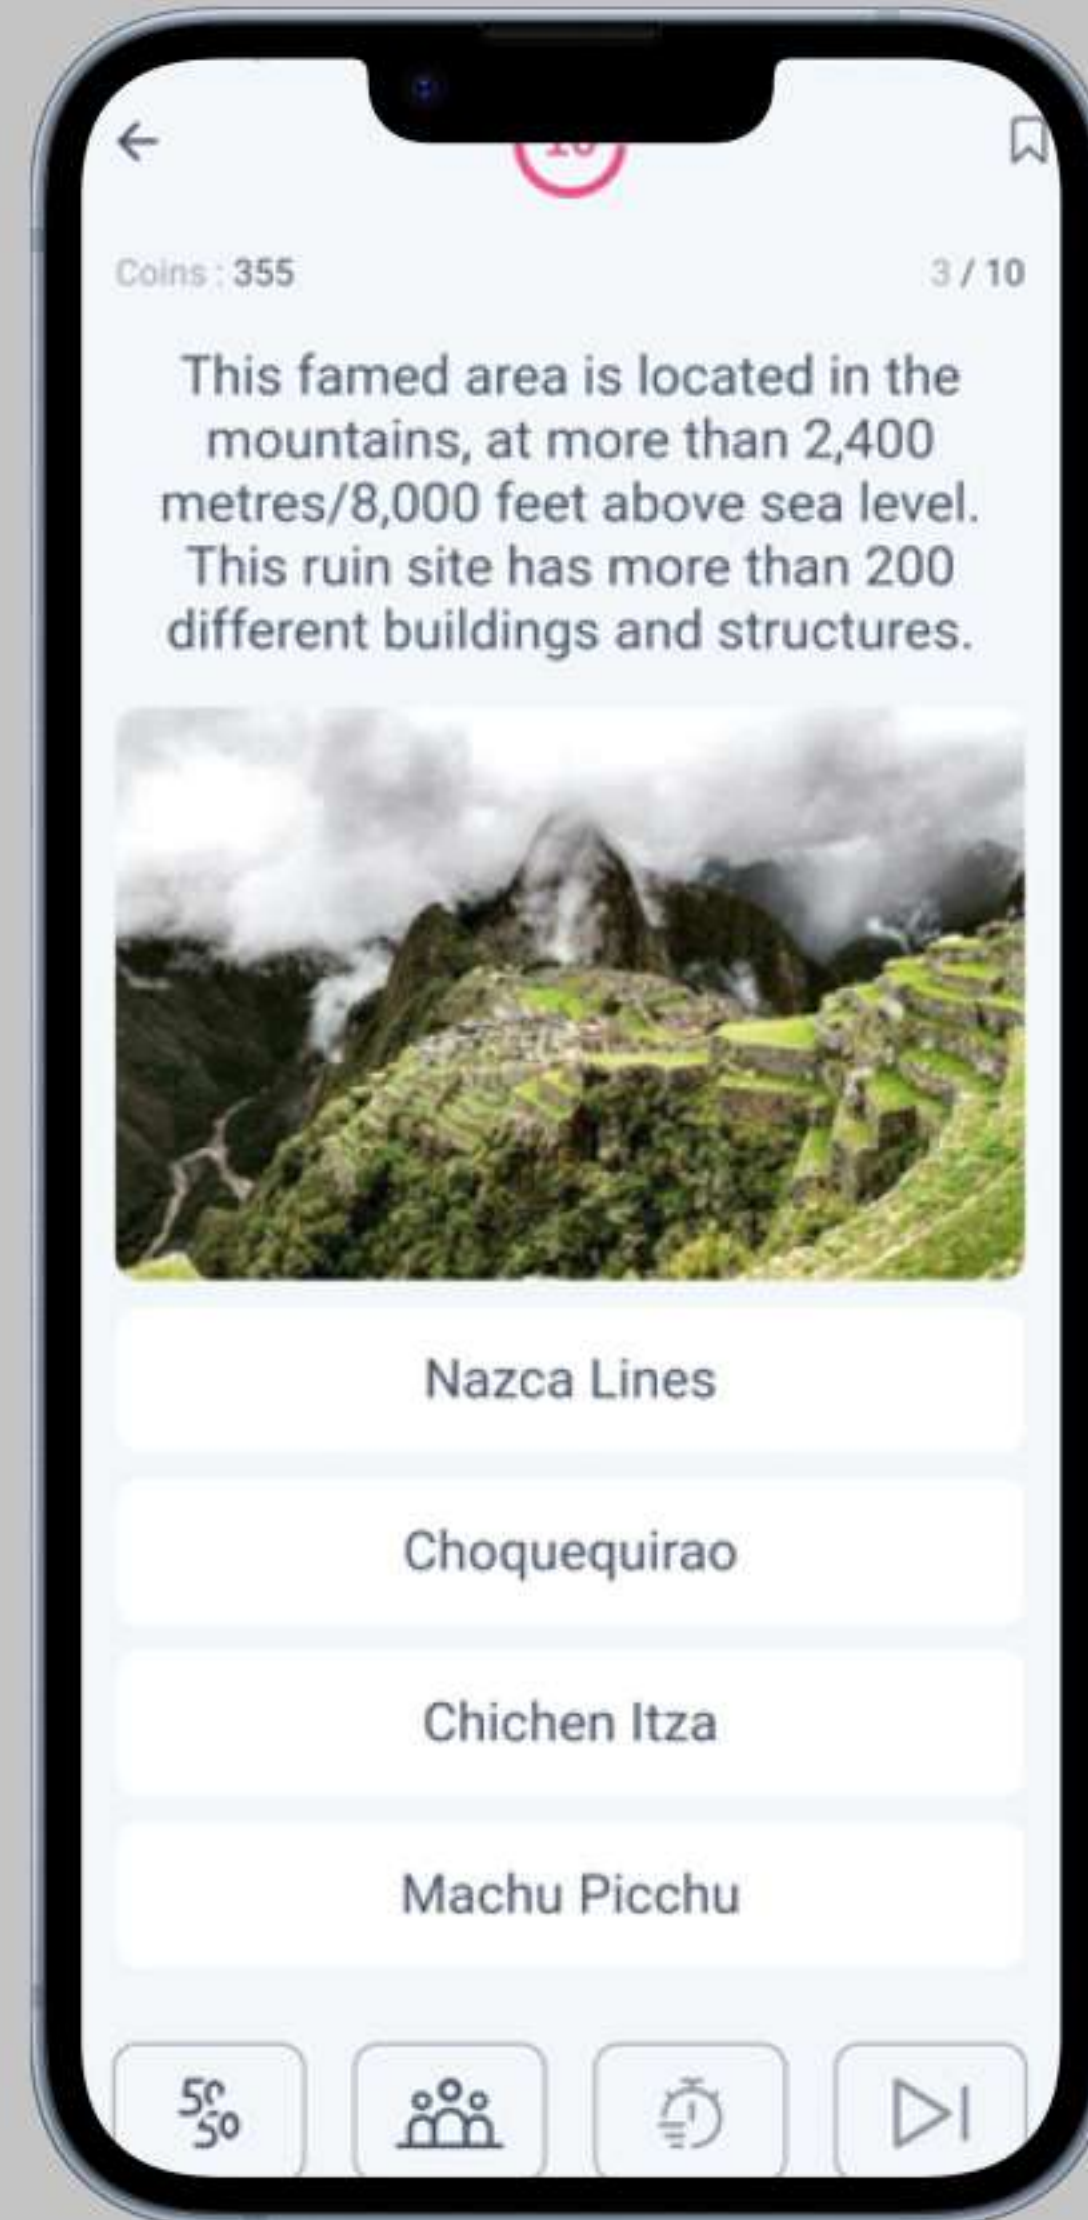 Coins : 355
3 / 10
This famed area is located in the
mountains, at more than 2,400
metres/8,000 feet above sea level.
This ruin site has more than 200
different buildings and structures.
Nazca Lines
Choquequirao
Chichen Itza
Machu Picchu
50
50